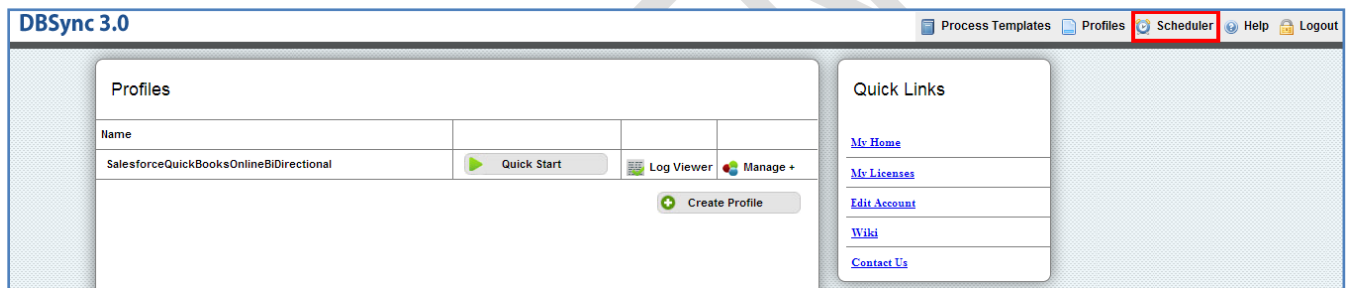 DBSync 3.0
Process Templates Profiles Scheduler Help Logout
Profiles
Name
SalesforceQuickBooksOnlineBiDirectional Quick Start Log Viewer Manage +
Create Profile
Quick Links
My Home
My Licenses
Edit Account
Wiki
Contact Us